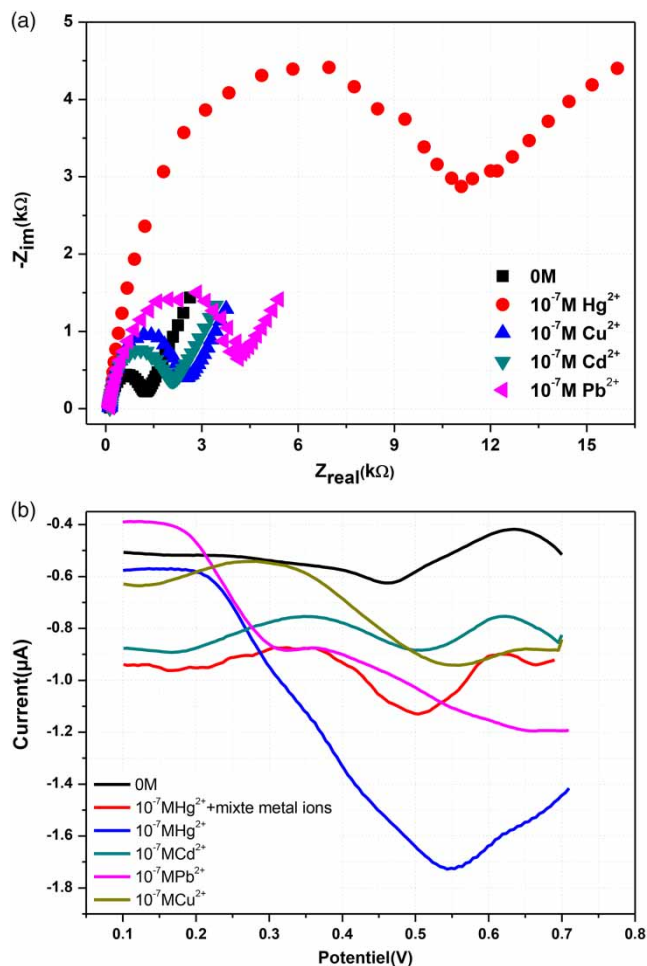 (a)
5
4
3
2
1
0
-Z_im(kΩ)
0M
10⁻⁷M Hg²⁺
10⁻⁷M Cu²⁺
10⁻⁷M Cd²⁺
10⁻⁷M Pb²⁺
0 3 6 9 12 15
Z_real(kΩ)
(b)
-0.4
-0.6
-0.8
-1.0
-1.2
-1.4
-1.6
-1.8
Current(µA)
0M
10⁻⁷MHg²⁺+mixte metal ions
10⁻⁷MHg²⁺
10⁻⁷MCd²⁺
10⁻⁷MPb²⁺
10⁻⁷MCu²⁺
0.1 0.2 0.3 0.4 0.5 0.6 0.7 0.8
Potentiel(V)